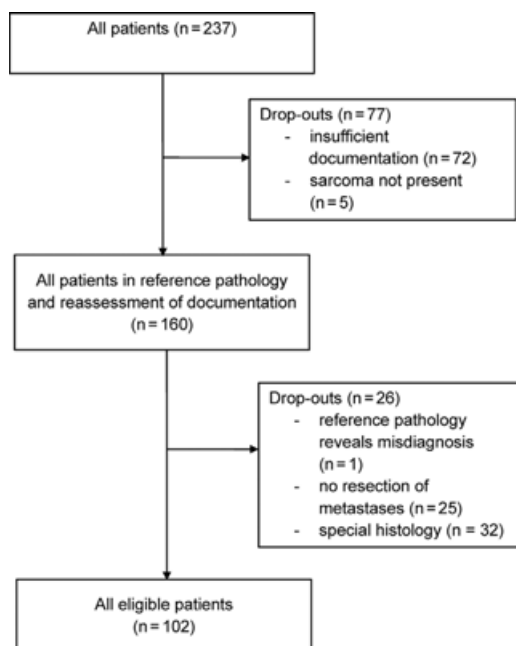 All patients (n = 237)
Drop-outs (n = 77)
- insufficient
documentation (n = 72)
- sarcoma not present
(n = 5)
All patients in reference pathology
and reassessment of documentation
(n = 160)
Drop-outs (n = 26)
- reference pathology
reveals misdiagnosis
(n = 1)
- no resection of
metastases (n = 25)
- special histology (n = 32)
All eligible patients
(n = 102)